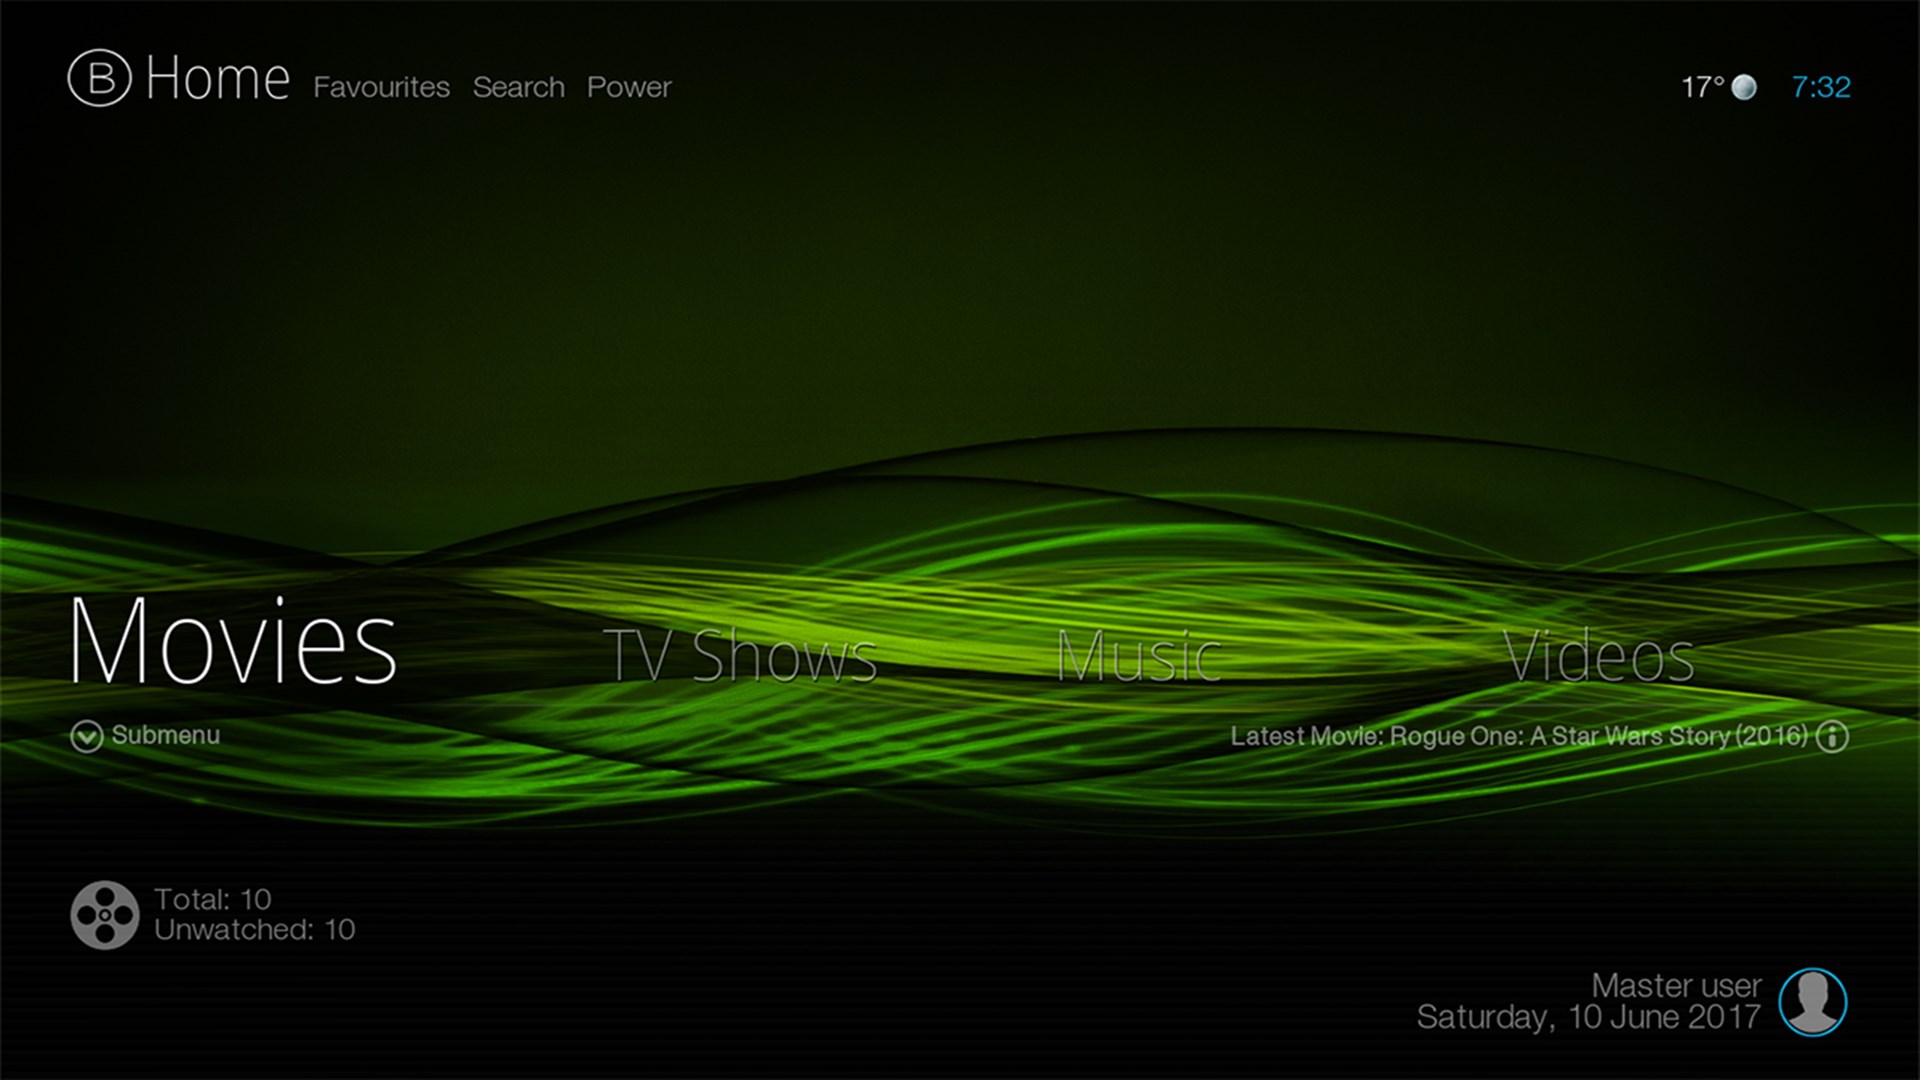 B Home Favourites Search Power
17° 7:32
Movies TV Shows Music Videos
Submenu
Latest Movie: Rogue One: A Star Wars Story (2016)
Total: 10
Unwatched: 10
Master user
Saturday, 10 June 2017